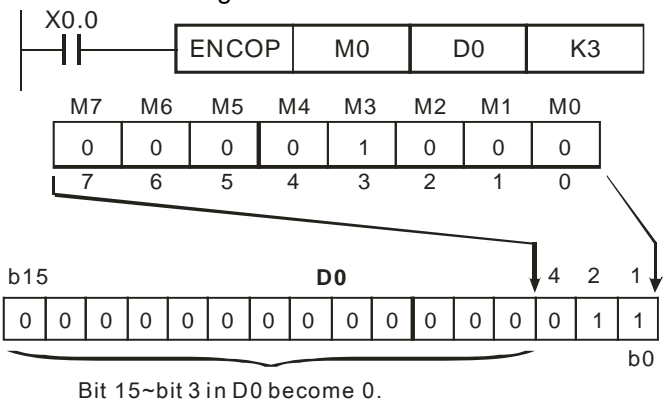 X0.0
ENCOP M0 D0 K3
M7 M6 M5 M4 M3 M2 M1 M0
0 0 0 0 1 0 0 0
7 6 5 4 3 2 1 0
b15 D0 4 2 1
0 0 0 0 0 0 0 0 0 0 0 0 0 0 1 1
b0
Bit 15~bit 3 in D0 become 0.